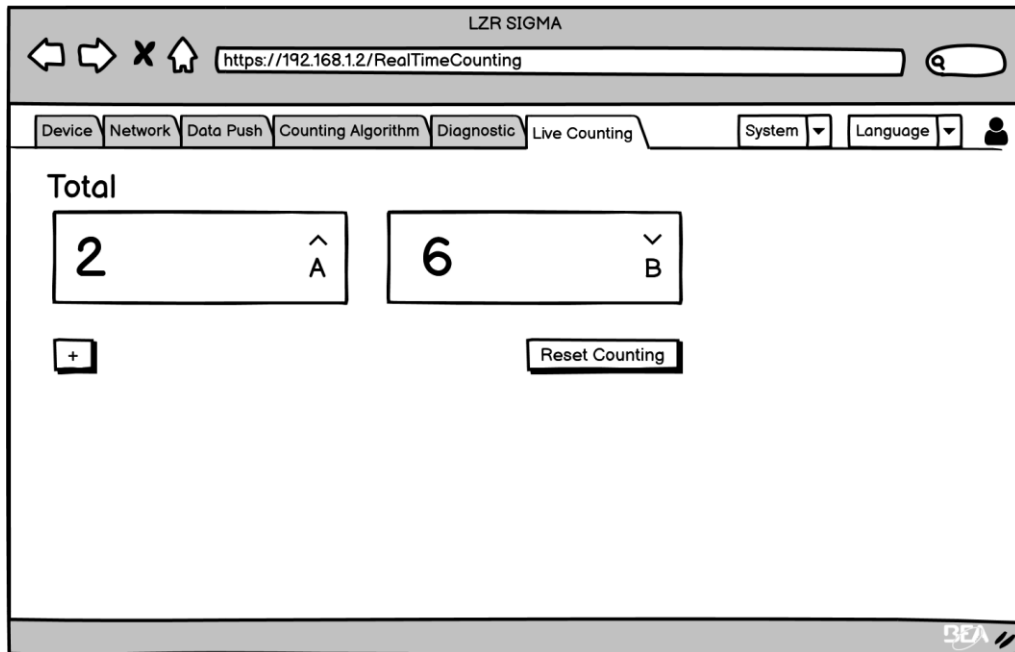 LZR SIGMA
https://192.168.1.2/RealTimeCounting
Device Network Data Push Counting Algorithm Diagnostic Live Counting System Language
Total
2 A 6 B
+ Reset Counting
BEA